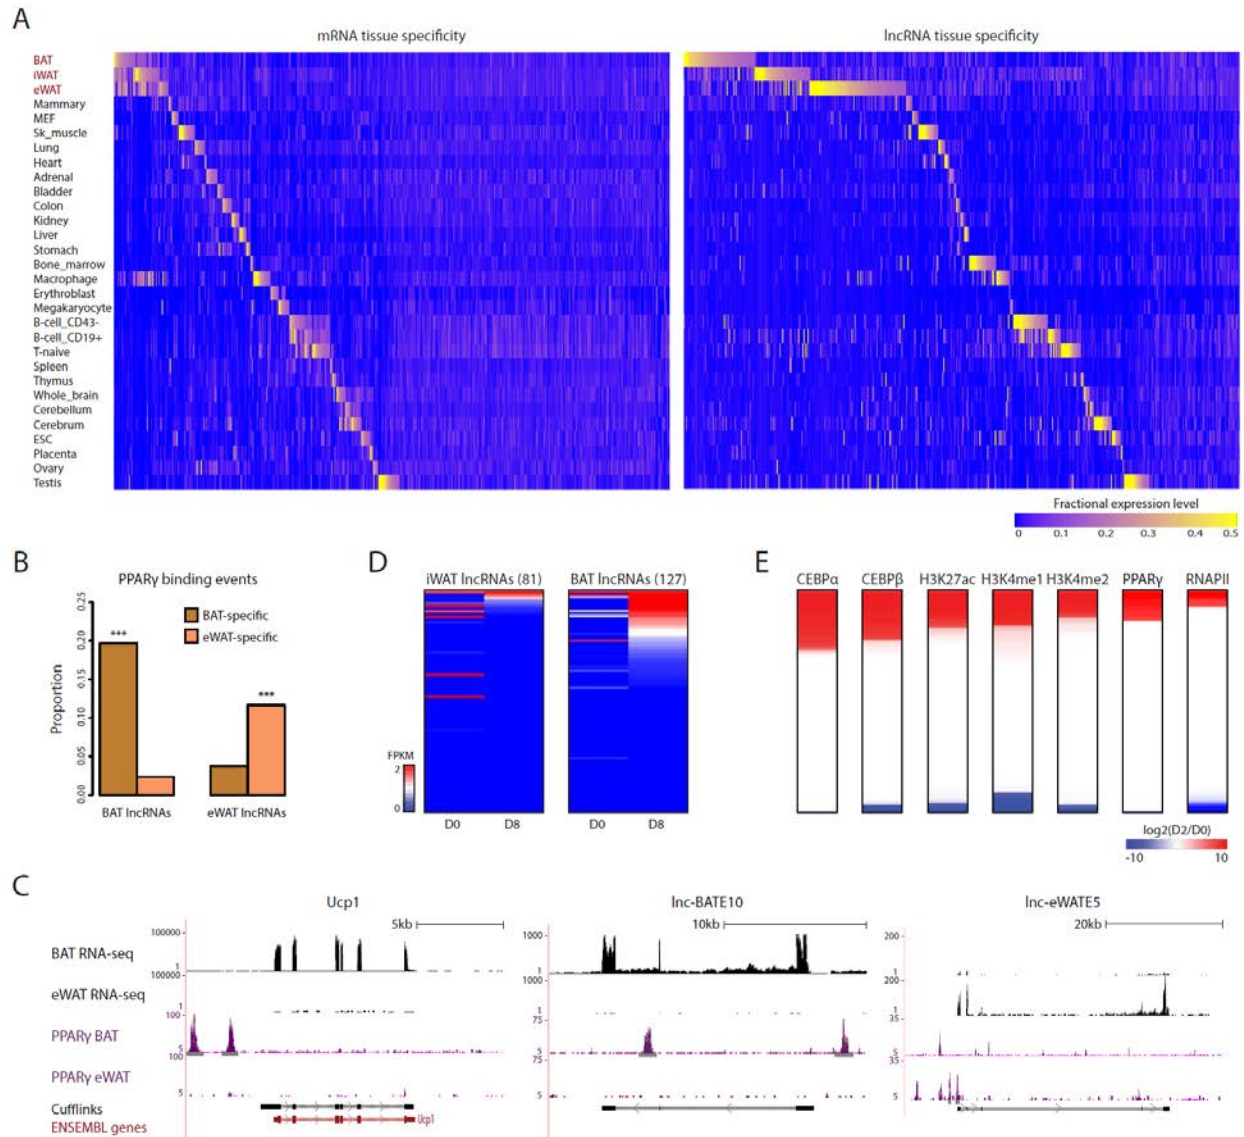 A
mRNA tissue specificity
lncRNA tissue specificity
BAT
iWAT
eWAT
Mammary
MEF
Sk_muscle
Lung
Heart
Adrenal
Bladder
Colon
Kidney
Liver
Stomach
Bone_marrow
Macrophage
Erythroblast
Megakaryocyte
B-cell_CD43-
B-cell_CD19+
T-naive
Spleen
Thymus
Whole_brain
Cerebellum
Cerebrum
ESC
Placenta
Ovary
Testis
Fractional expression level
0 0.1 0.2 0.3 0.4 0.5
B
PPARγ binding events
BAT-specific
eWAT-specific
Proportion
0.25
0.20
0.15
0.10
0.05
0.00
***
***
BAT lncRNAs
eWAT lncRNAs
D
iWAT lncRNAs (81)
BAT lncRNAs (127)
FPKM
2
0
D0 D8
D0 D8
E
CEBPα CEBPβ H3K27ac H3K4me1 H3K4me2 PPARγ RNAPII
log2(D2/D0)
-10 10
C
Ucp1
lnc-BATE10
lnc-eWATE5
5kb
10kb
20kb
BAT RNA-seq
100000
1
1000
1
200
1
eWAT RNA-seq
100000
1
1000
1
200
1
PPARγ BAT
100
5
75
5
35
5
PPARγ eWAT
100
5
75
5
35
5
Cufflinks
ENSEMBL genes
Ucp1